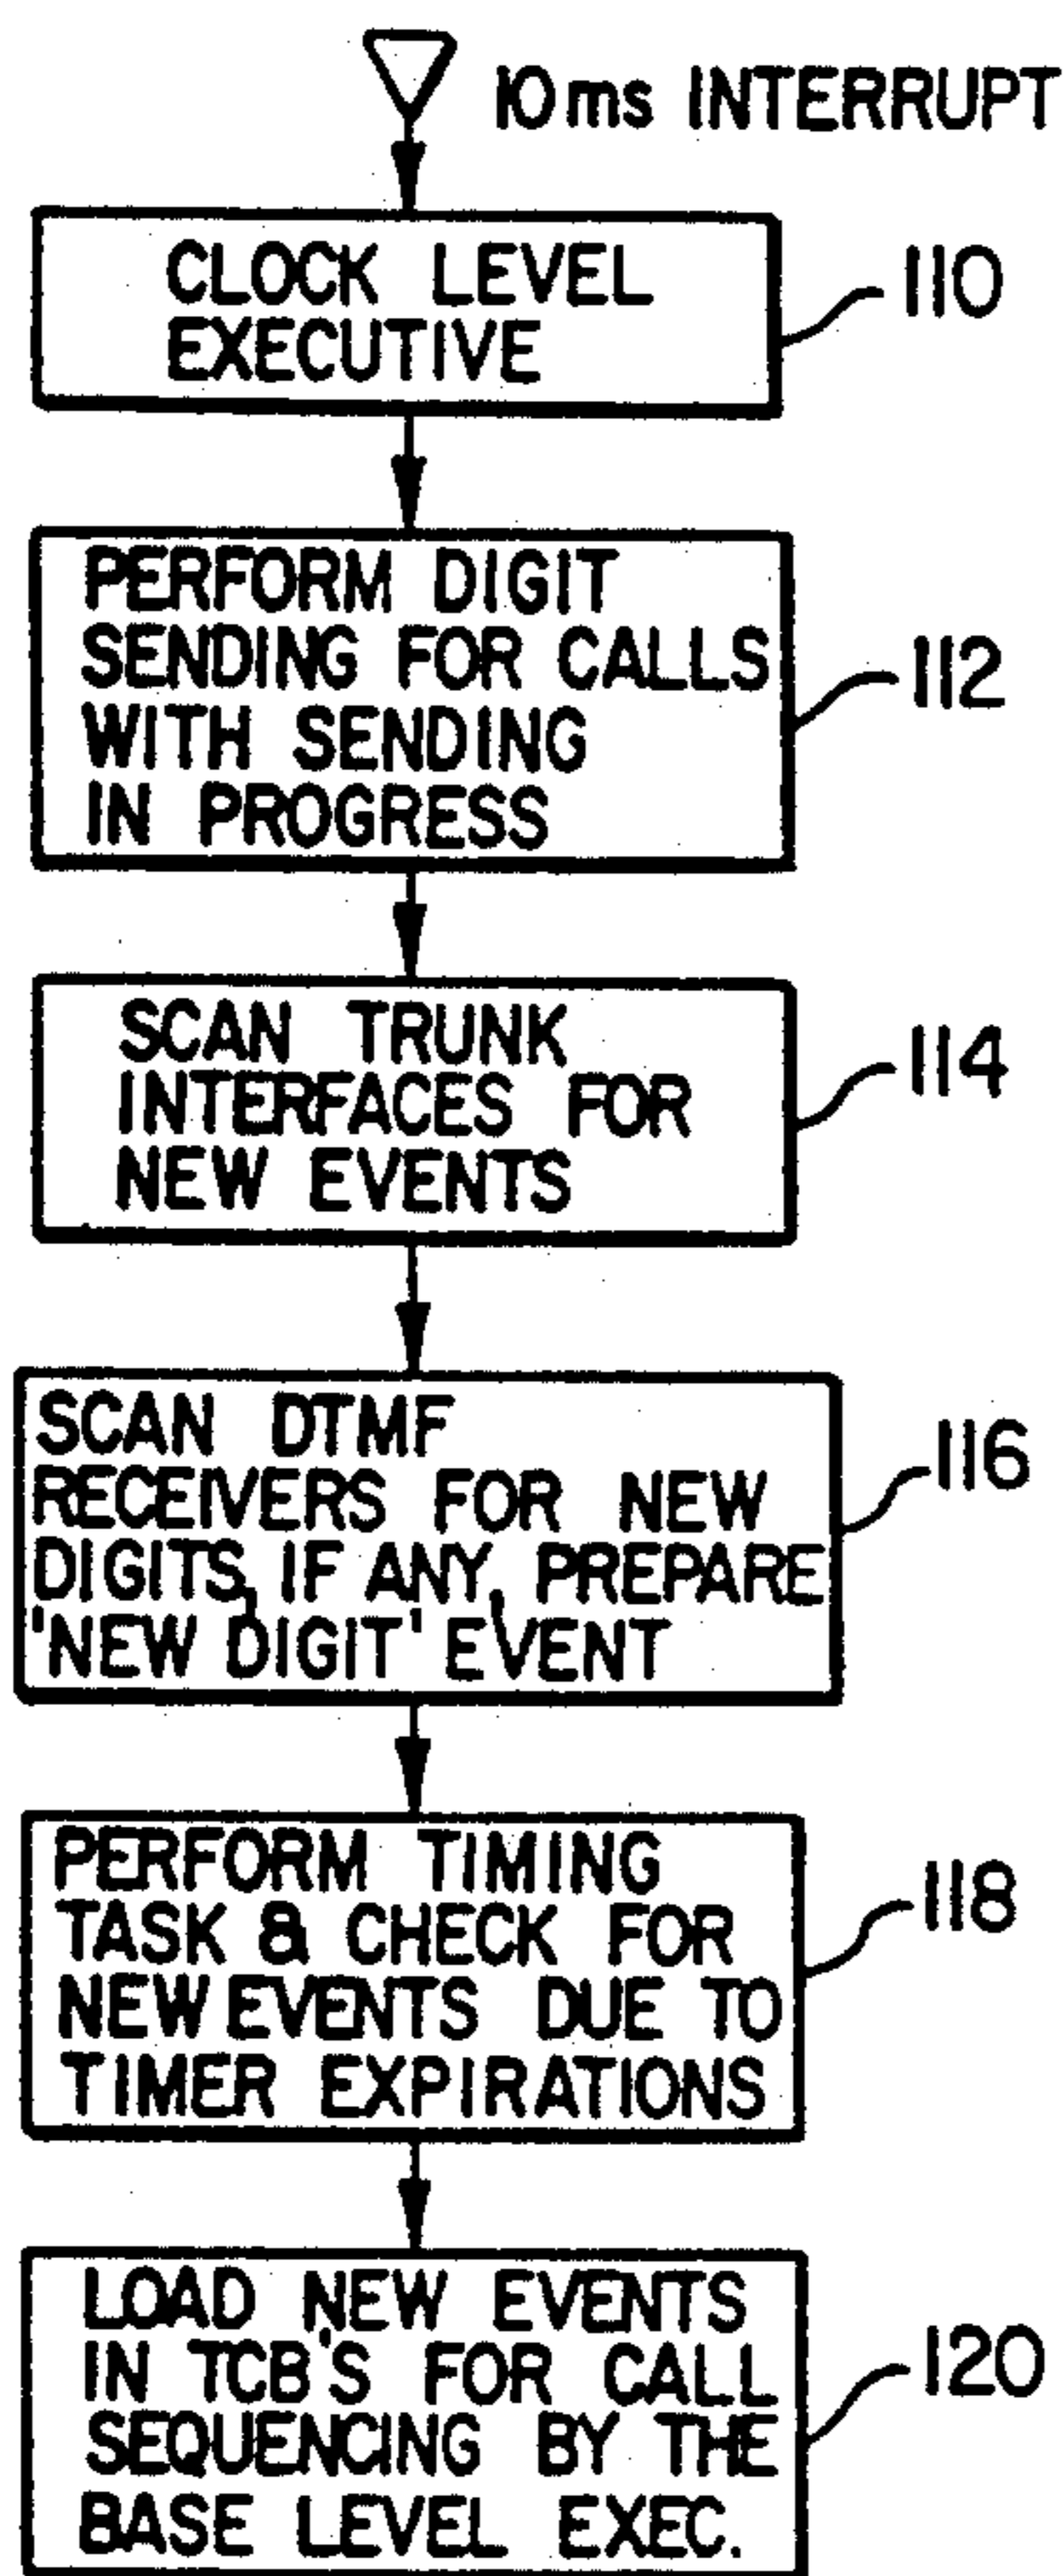 10ms INTERRUPT
CLOCK LEVEL
EXECUTIVE
110
PERFORM DIGIT
SENDING FOR CALLS
WITH SENDING
IN PROGRESS
112
SCAN TRUNK
INTERFACES FOR
NEW EVENTS
114
SCAN DTMF
RECEIVERS FOR NEW
DIGITS, IF ANY, PREPARE
'NEW DIGIT' EVENT
116
PERFORM TIMING
TASK & CHECK FOR
NEW EVENTS DUE TO
TIMER EXPIRATIONS
118
LOAD NEW EVENTS
IN TCB'S FOR CALL
SEQUENCING BY THE
BASE LEVEL EXEC.
120